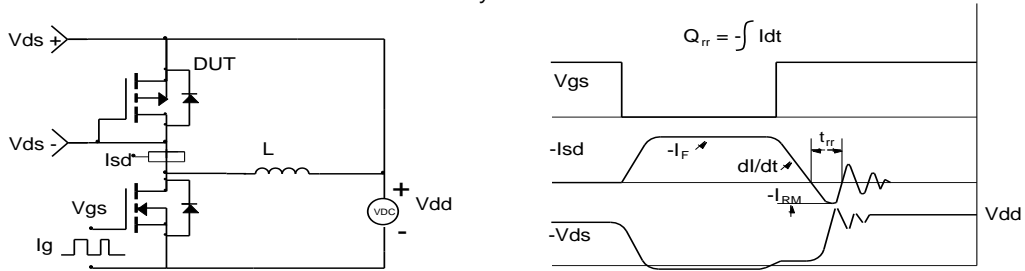 Vds +
DUT
Vds -
Isd
L
Vgs
Ig
VDC
+
-
Vdd
Qrr = -∫ Idt
Vgs
-Isd
-IF
dI/dt
trr
-IRM
Vdd
-Vds